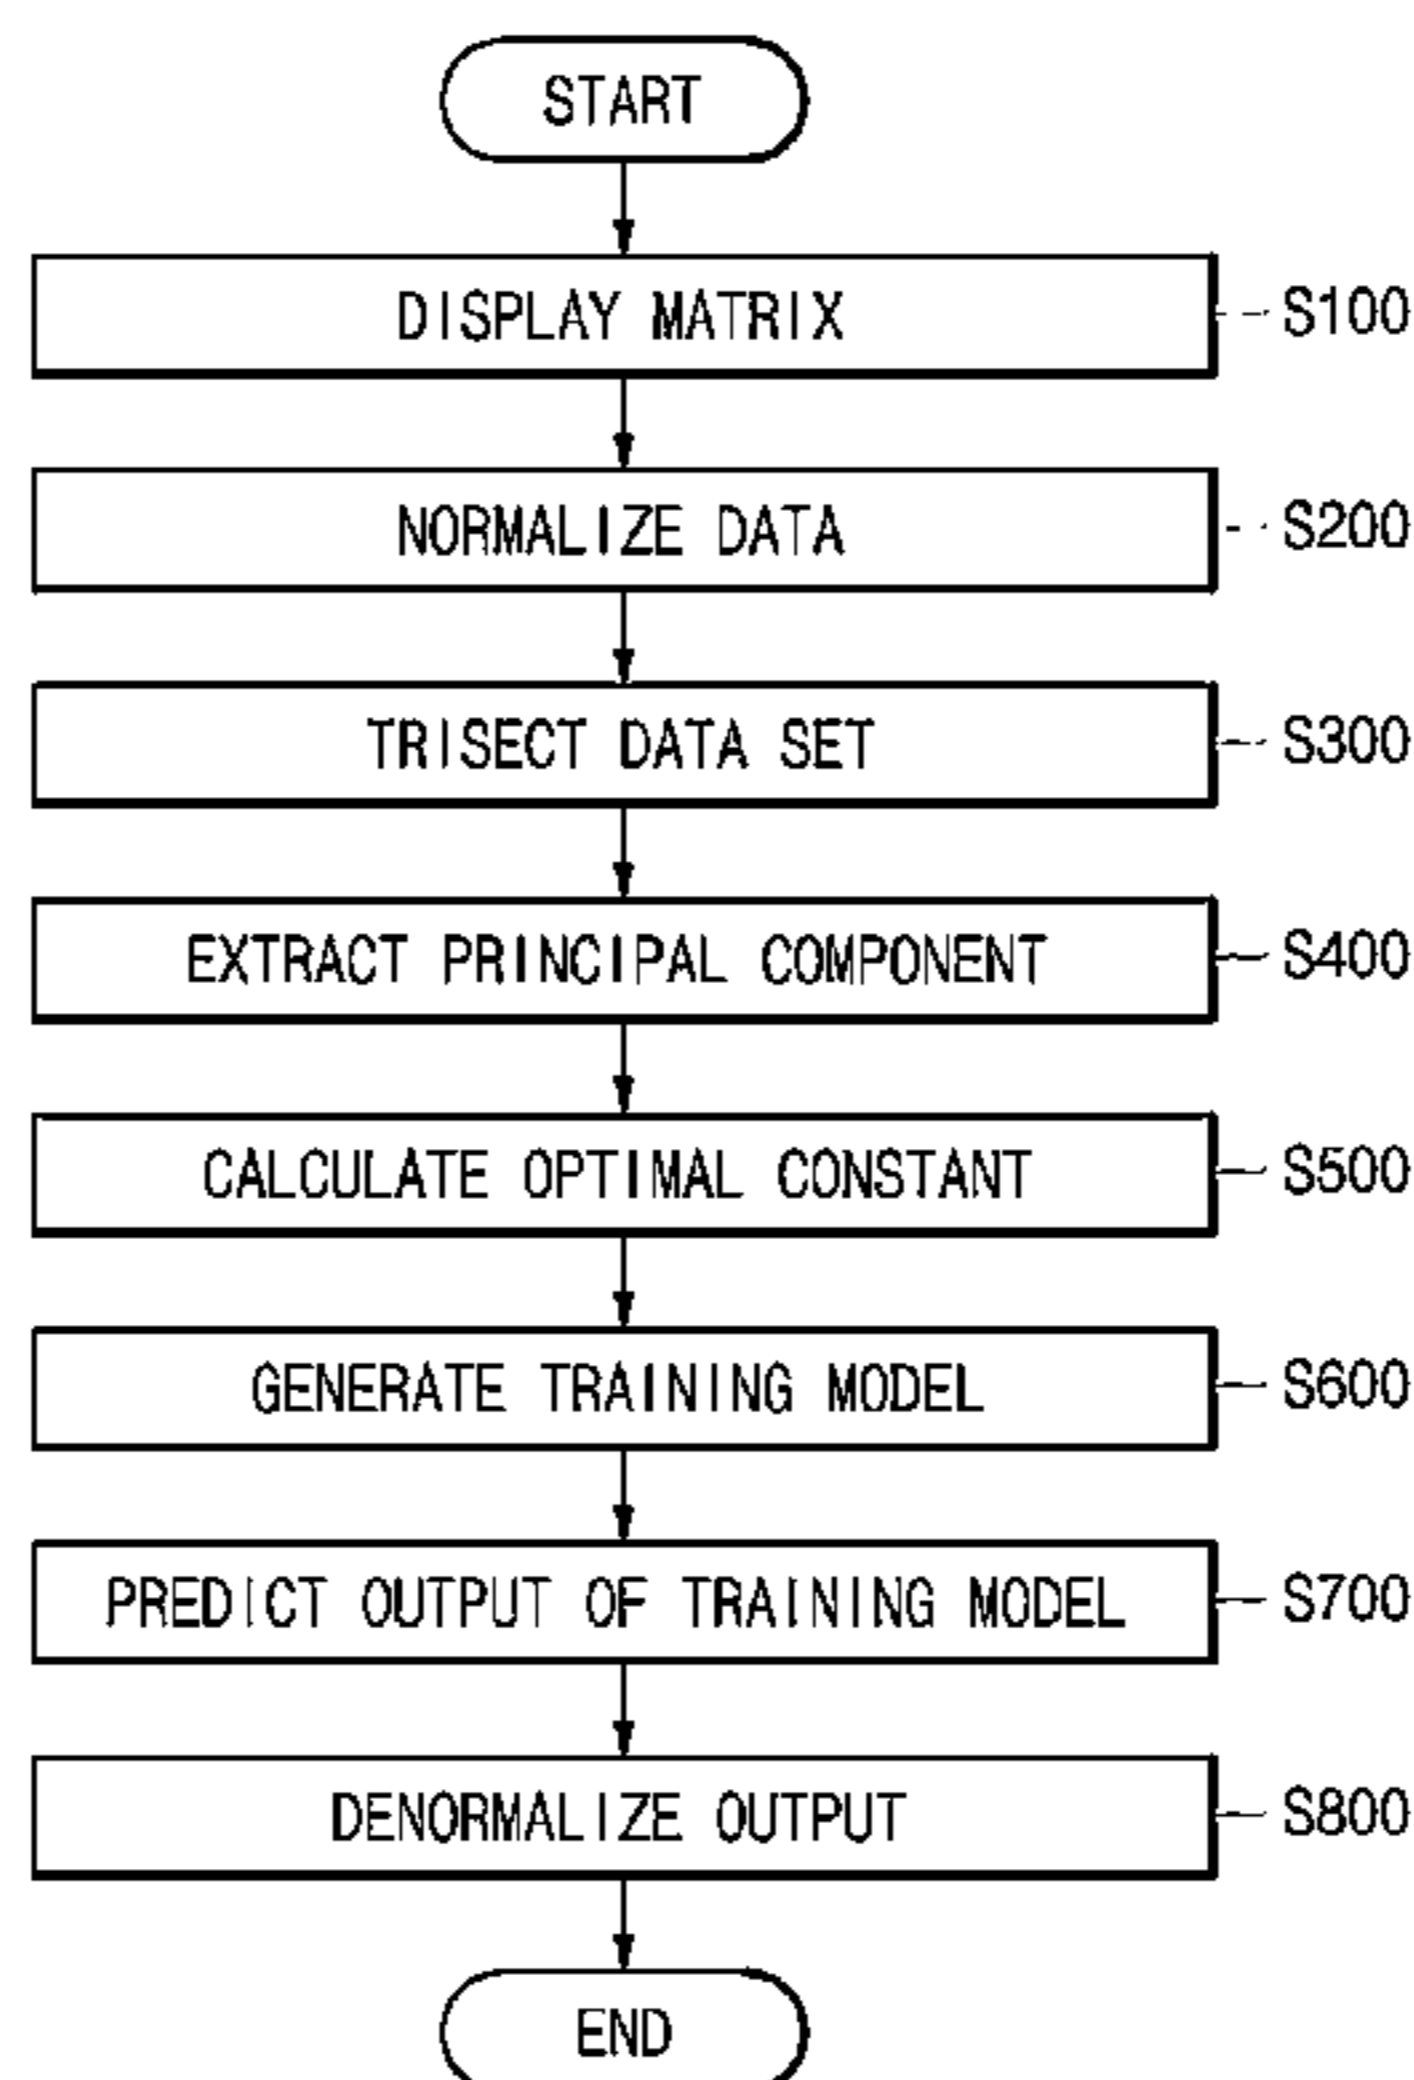 START
DISPLAY MATRIX S100
NORMALIZE DATA S200
TRISECT DATA SET S300
EXTRACT PRINCIPAL COMPONENT S400
CALCULATE OPTIMAL CONSTANT S500
GENERATE TRAINING MODEL S600
PREDICT OUTPUT OF TRAINING MODEL S700
DENORMALIZE OUTPUT S800
END